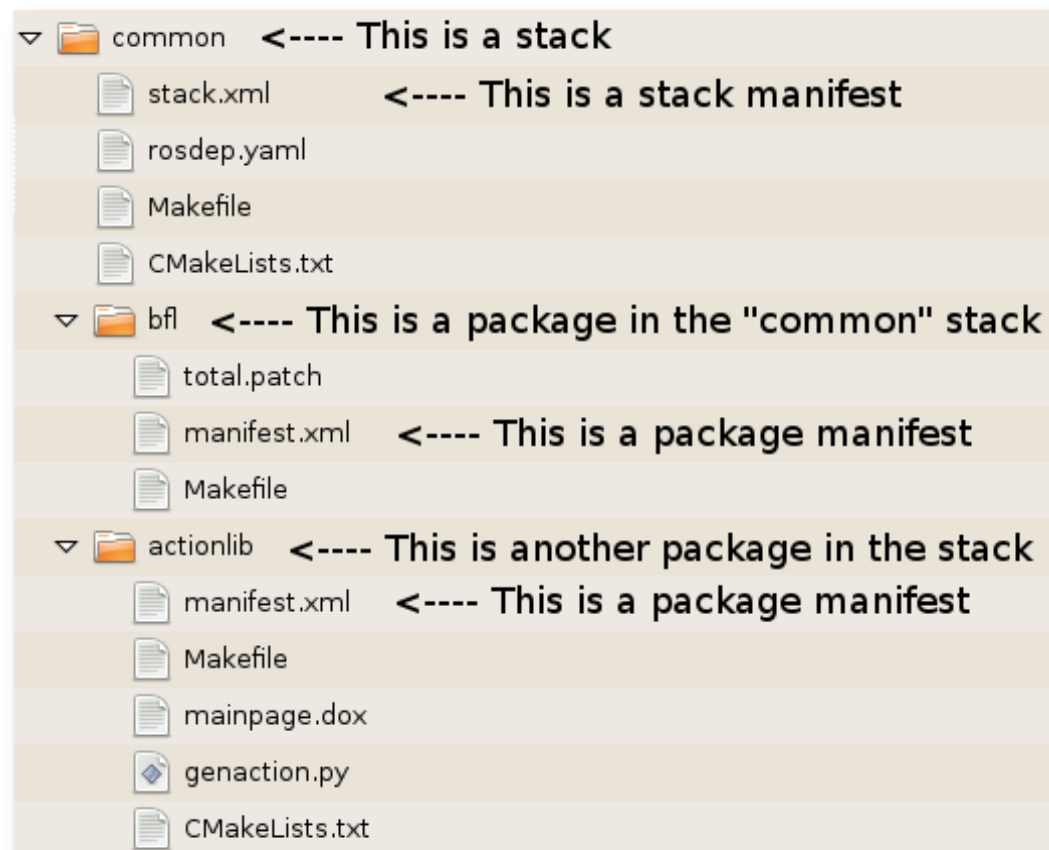 common <---- This is a stack
stack.xml <---- This is a stack manifest
rosdep.yaml
Makefile
CMakeLists.txt
bfl <---- This is a package in the "common" stack
total.patch
manifest.xml <---- This is a package manifest
Makefile
actionlib <---- This is another package in the stack
manifest.xml <---- This is a package manifest
Makefile
mainpage.dox
genaction.py
CMakeLists.txt